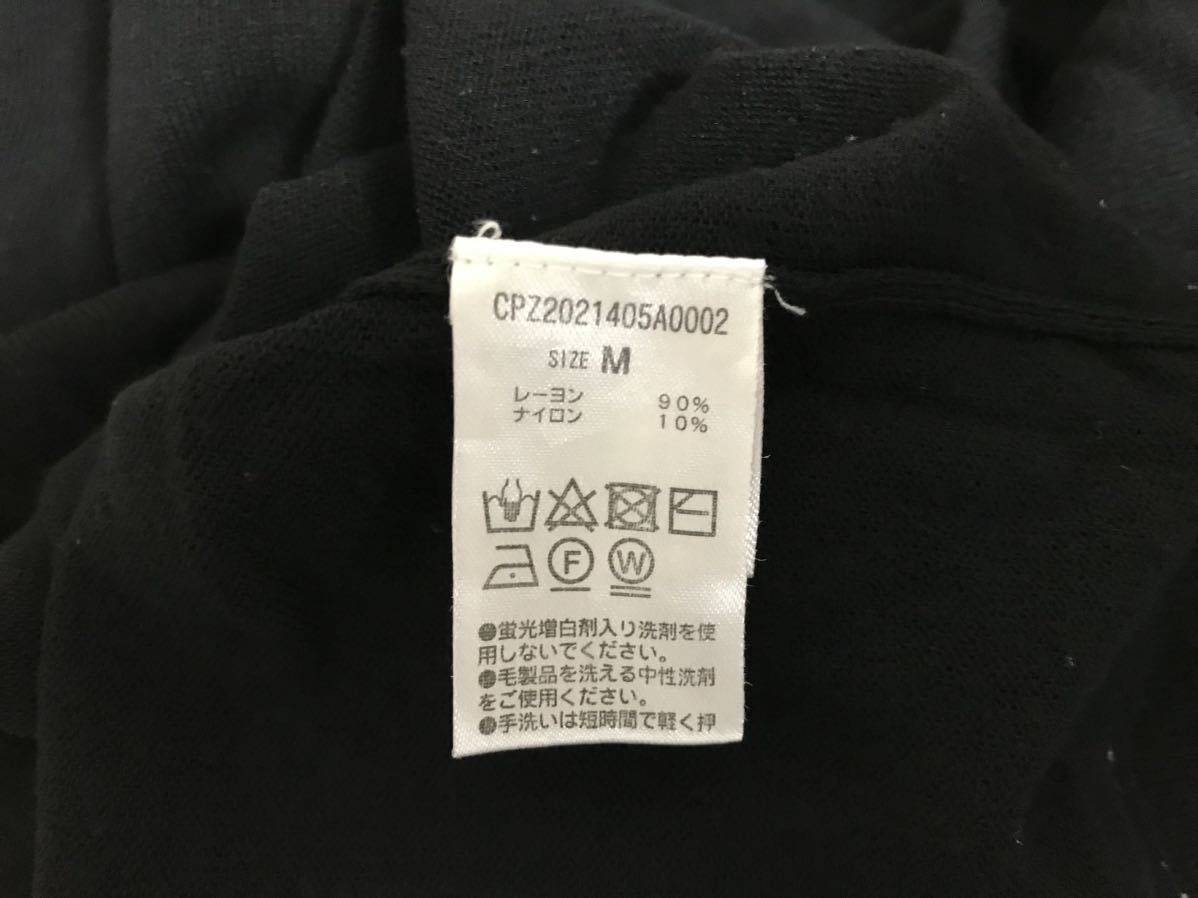 CPZ2021405A0002
SIZE M
レーヨン 90%
ナイロン 10%
F W
●蛍光増白剤入り洗剤を使
用しないでください。
●毛製品を洗える中性洗剤
をご使用ください。
●手洗いは短時間で軽く押